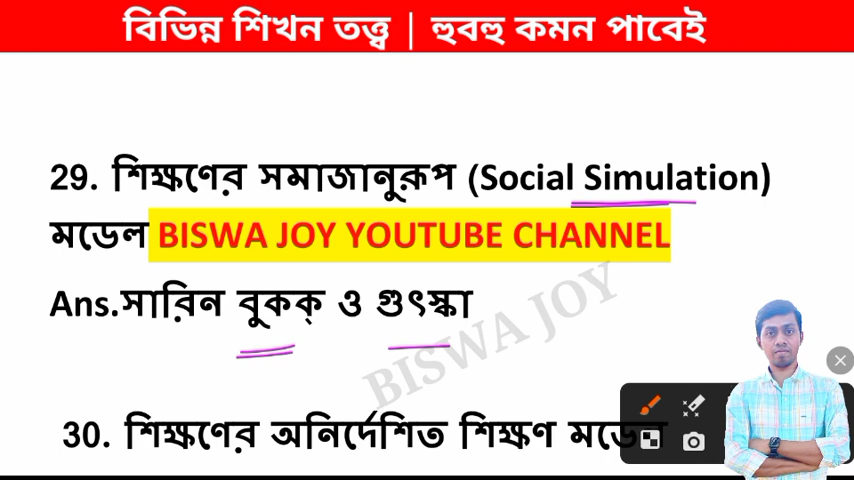 বিভিন্ন শিখন তত্ত্ব | হুবহু কমন পাবেই
29. শিক্ষণের সমাজানুরূপ (Social Simulation)
মডেল BISWA JOY YOUTUBE CHANNEL
Ans.সারিন বুকক্ ও গুৎস্কা
BISWA JOY
30. শিক্ষণের অনির্দেশিত শিক্ষণ মডেল